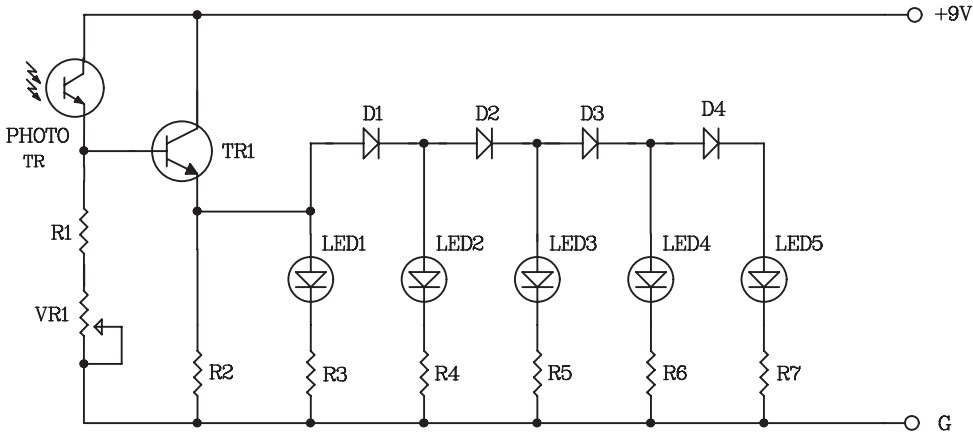 +9V
D1
D2
D3
D4
PHOTO
TR
TR1
R1
LED1
LED2
LED3
LED4
LED5
VR1
R2
R3
R4
R5
R6
R7
G